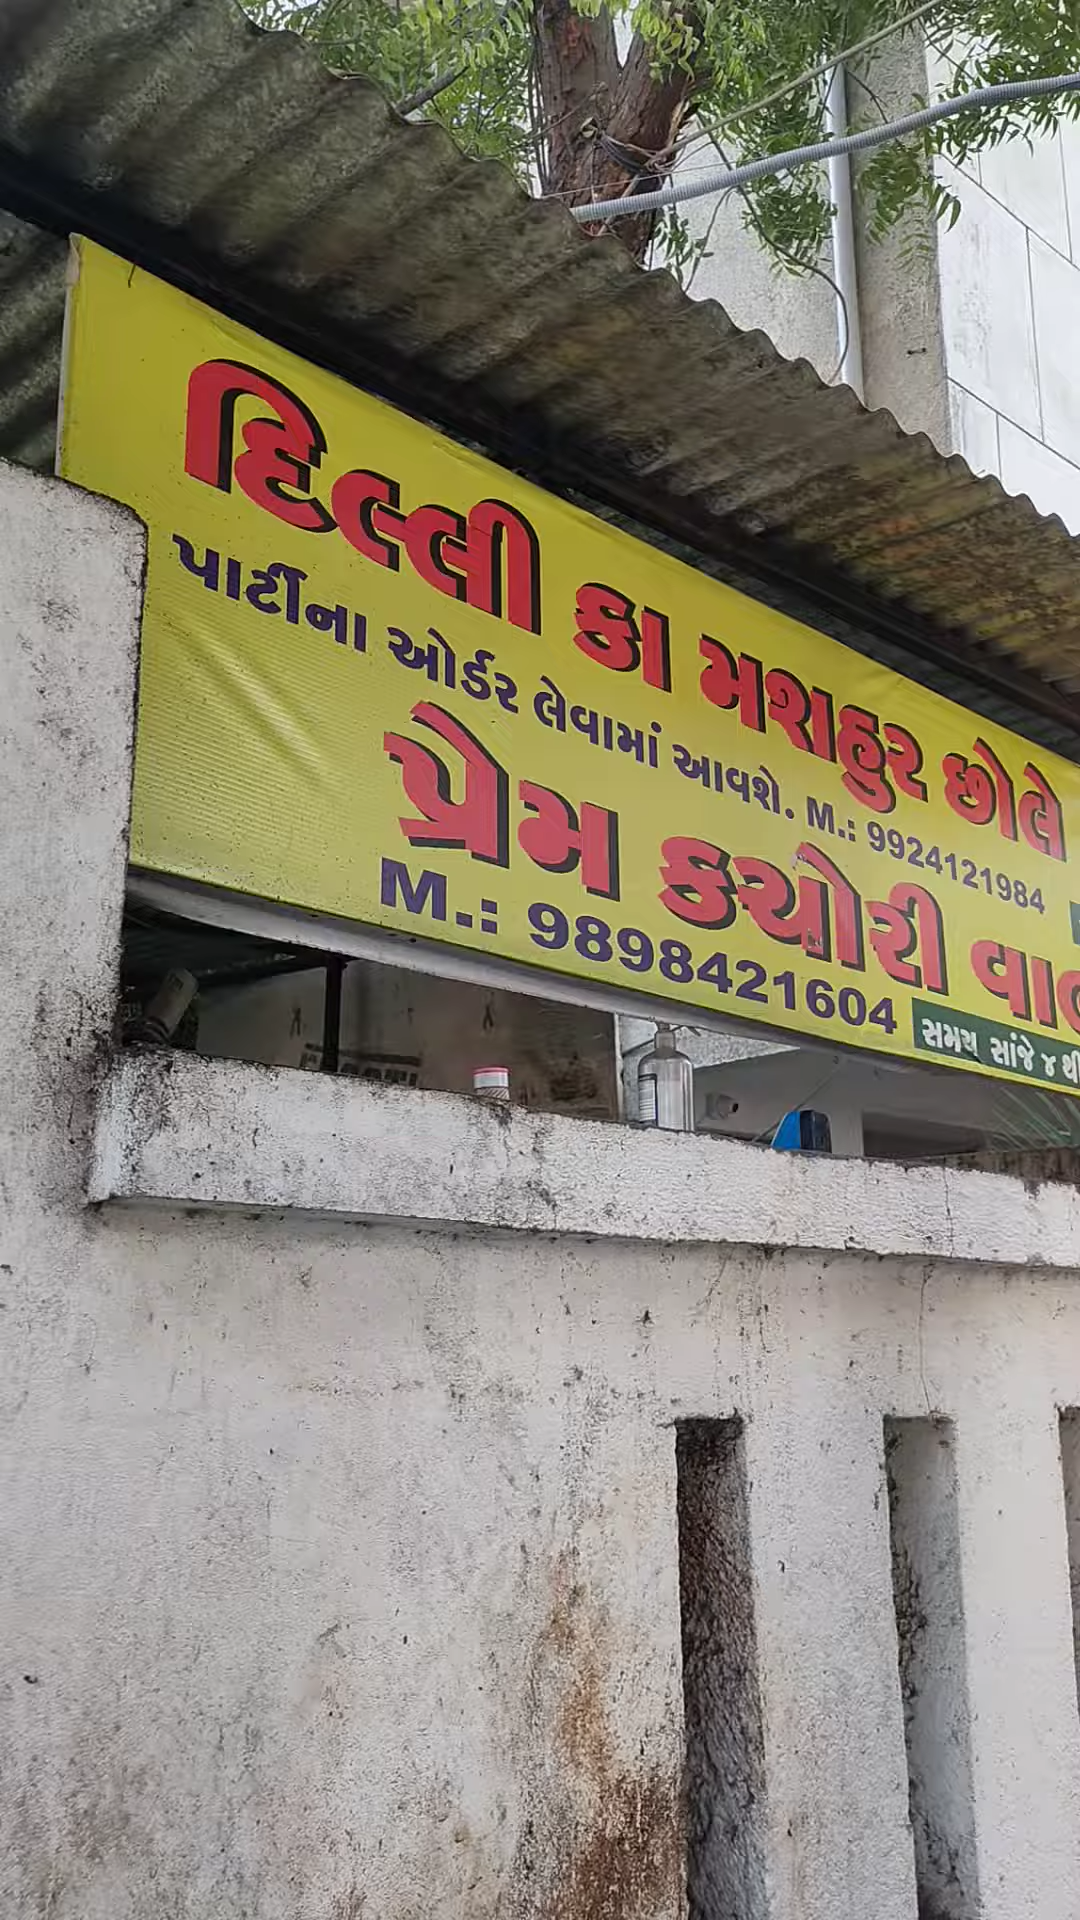 દિલ્લી કા મશહુર છોલે
પાર્ટીના ઓર્ડર લેવામાં આવશે. M.: 9924121984
પ્રેમ કચોરી
M.: 9898421604
સમય સાંજે ૪ થી